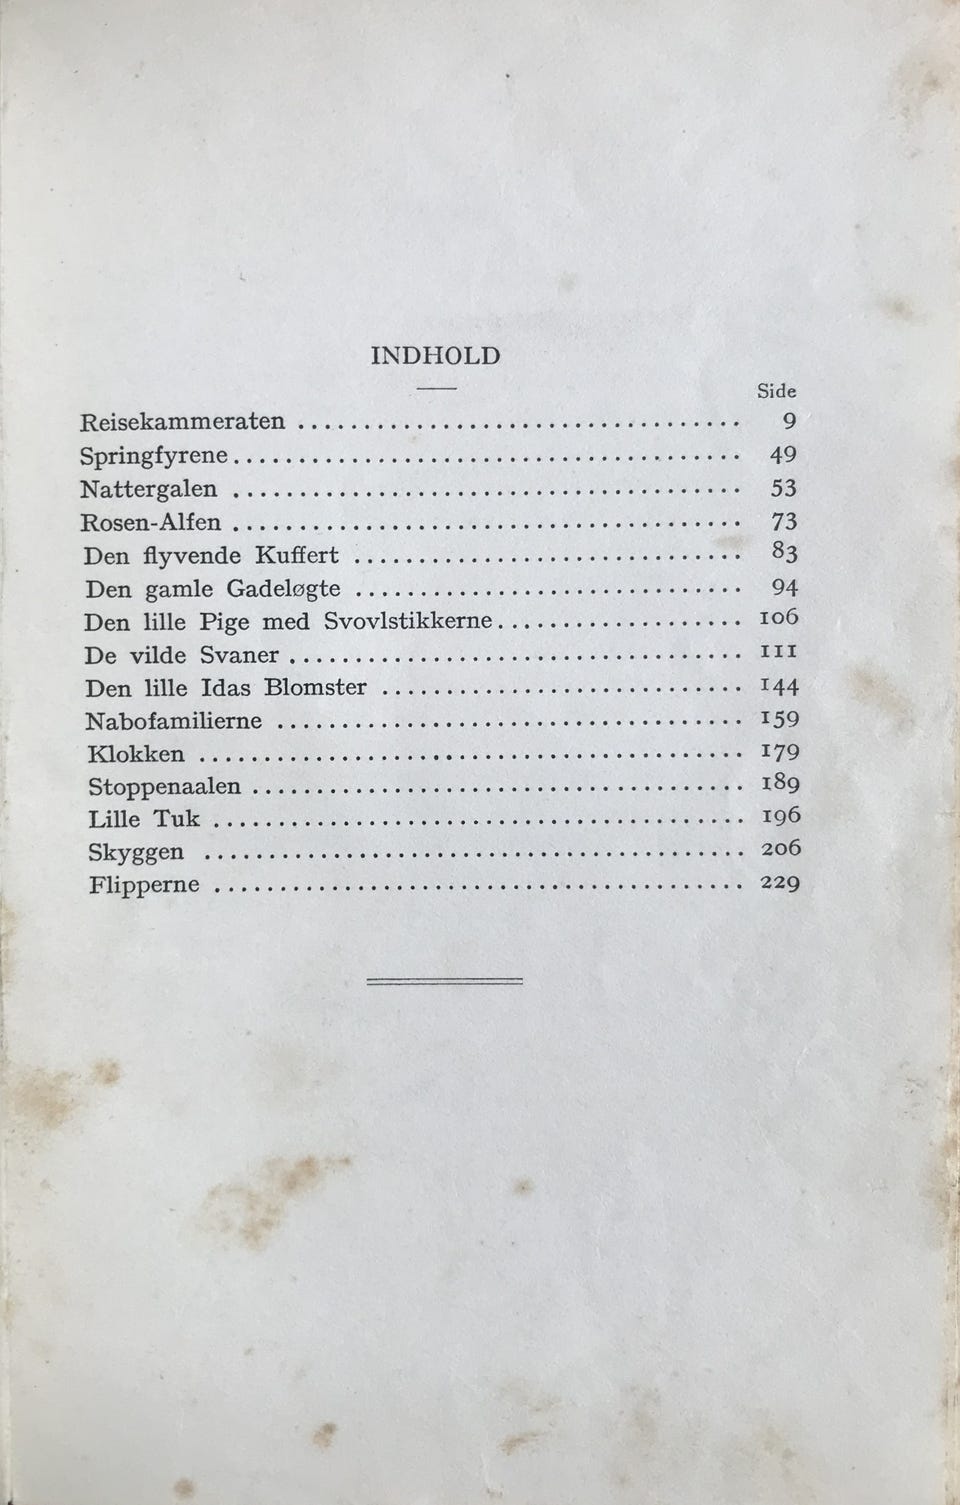 INDHOLD
Side
Reisekammeraten .................................. 9
Springfyrene ....................................... 49
Nattergalen ....................................... 53
Rosen-Alfen ....................................... 73
Den flyvende Kuffert .............................. 83
Den gamle Gadeløgte .............................. 94
Den lille Pige med Svovlstikkerne ................... 106
De vilde Svaner ................................... 111
Den lille Idas Blomster ............................ 144
Nabofamilierne .................................... 159
Klokken .......................................... 179
Stoppenaalen ...................................... 189
Lille Tuk ......................................... 196
Skyggen .......................................... 206
Flipperne ......................................... 229